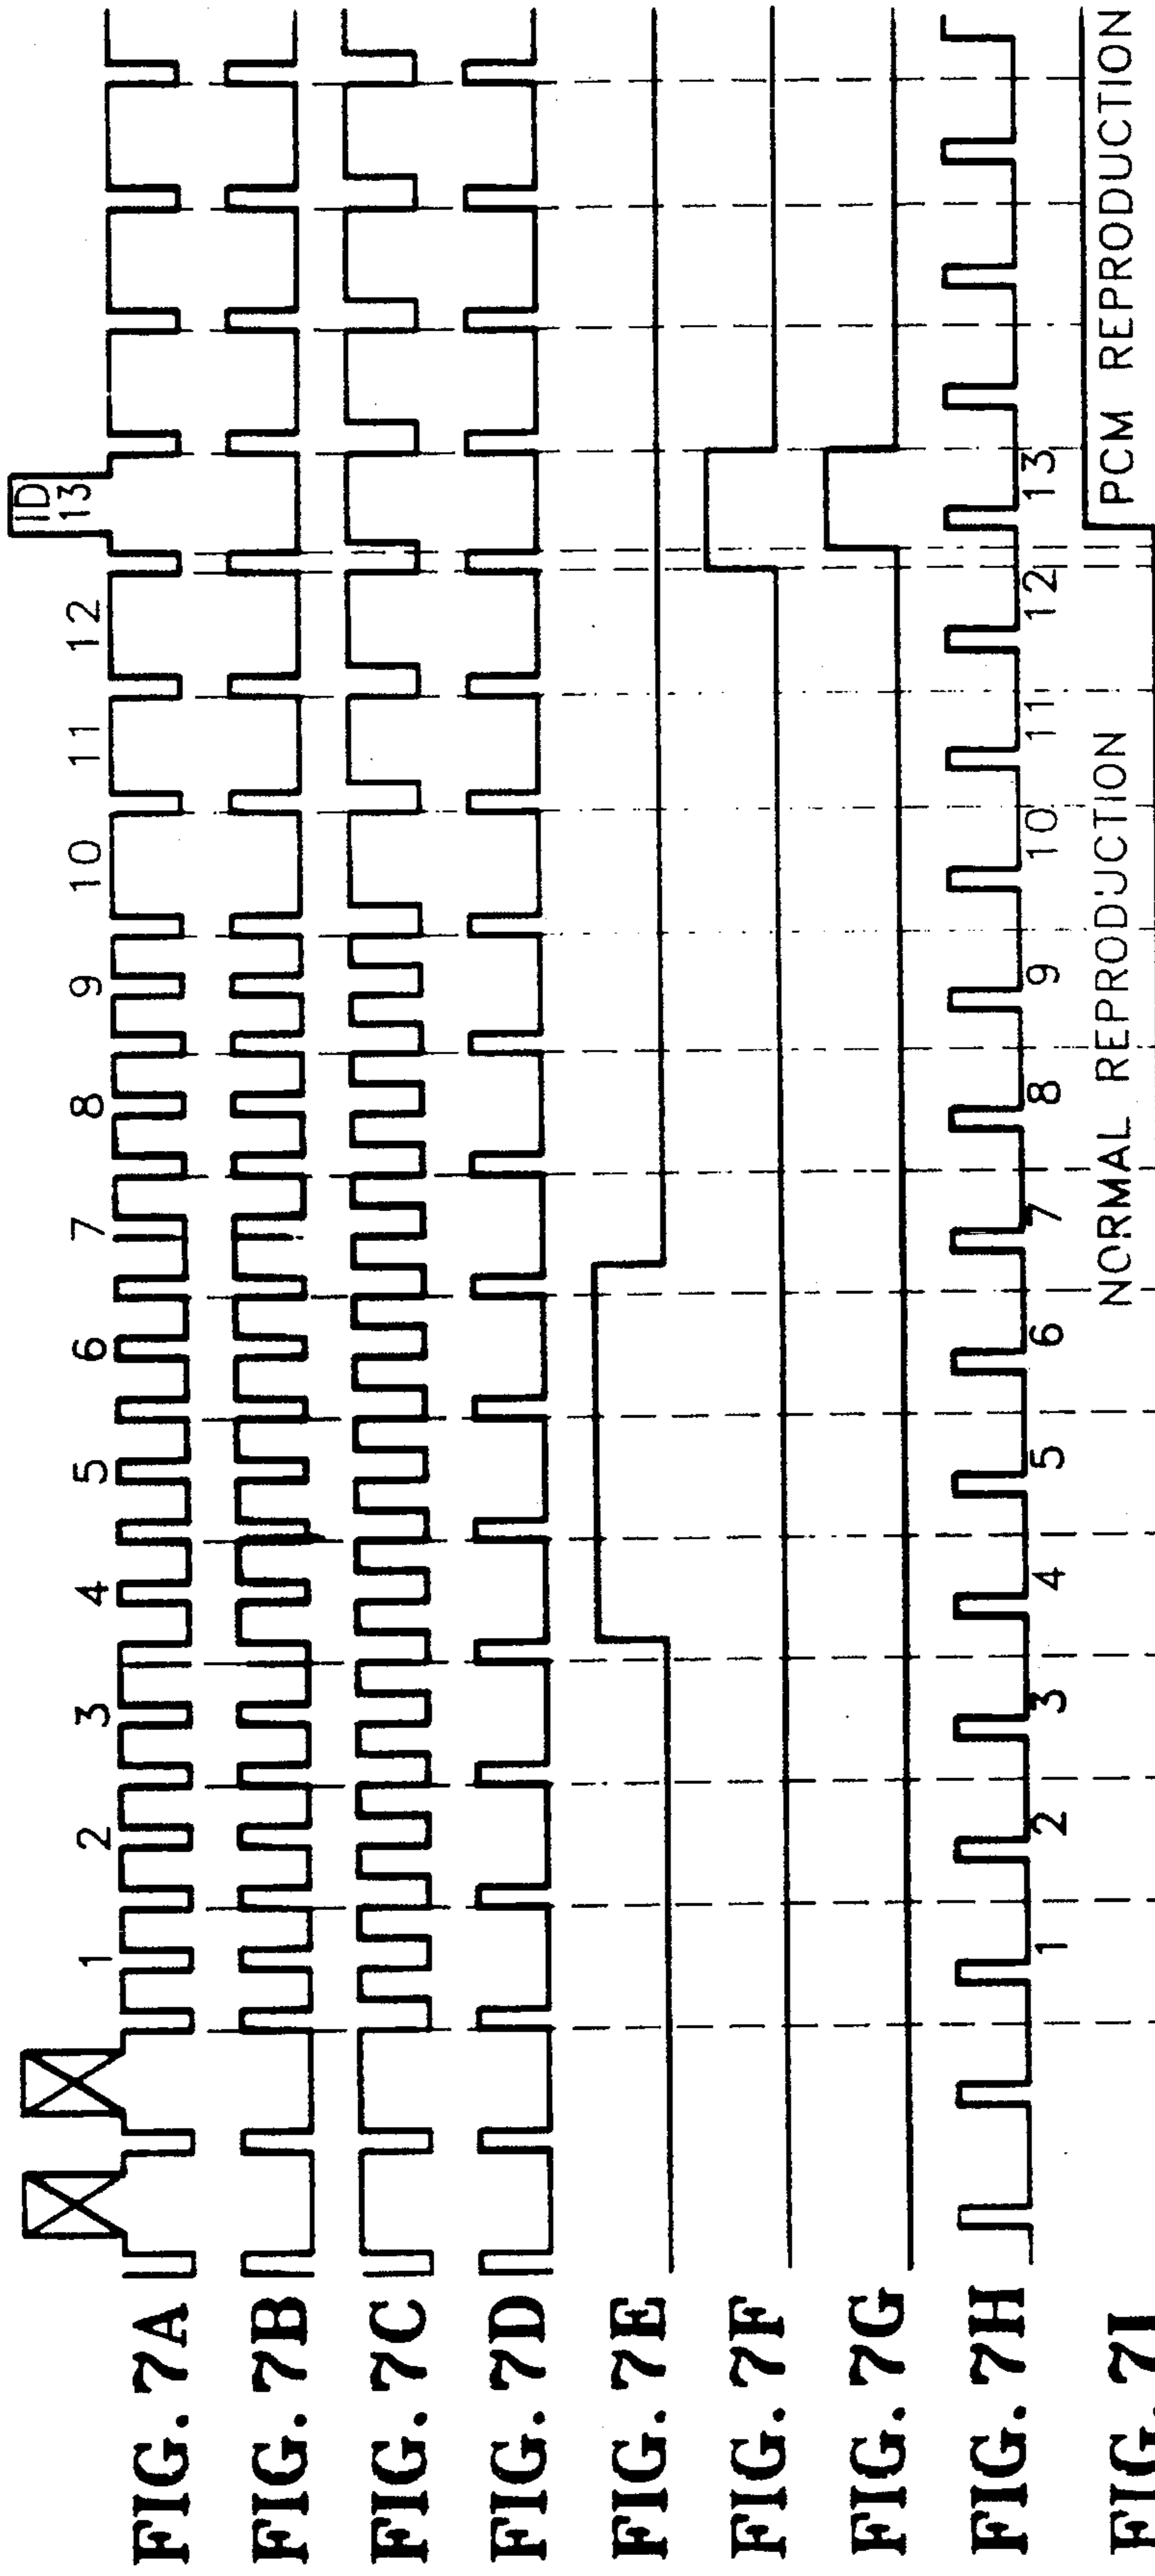 ID
13
1 2 3 4 5 6 7 8 9 10 11 12
FIG. 7A
FIG. 7B
FIG. 7C
FIG. 7D
FIG. 7E
FIG. 7F
FIG. 7G
FIG. 7H
1 2 3 4 5 6 7 8 9 10 11 12 13
NORMAL REPRODUCTION
PCM REPRODUCTION
FIG. 7I